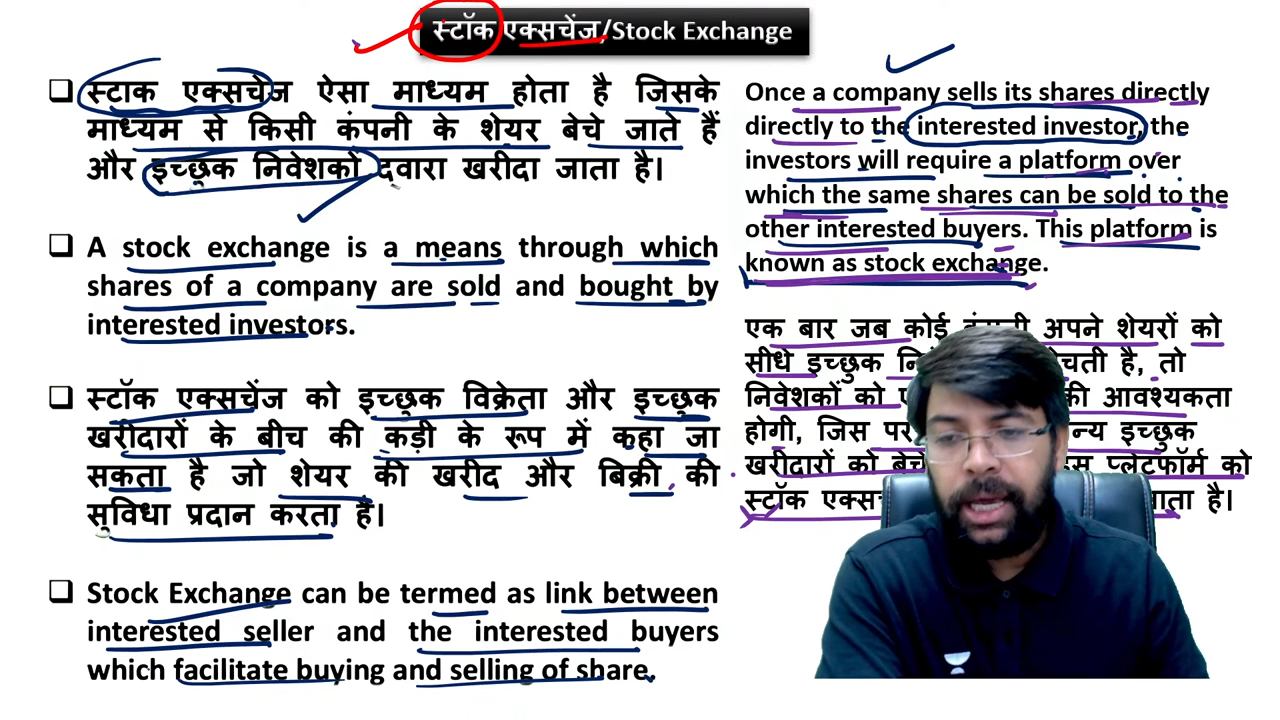 स्टॉक एक्सचेंज/Stock Exchange
❑ स्टाक एक्सचेंज ऐसा माध्यम होता है जिसके
माध्यम से किसी कंपनी के शेयर बेचे जाते हैं
और इच्छुक निवेशकों द्वारा खरीदा जाता है।
❑ A stock exchange is a means through which
shares of a company are sold and bought by
interested investors.
❑ स्टॉक एक्सचेंज को इच्छुक विक्रेता और इच्छुक
खरीदारों के बीच की कड़ी के रूप में कहा जा
सकता है जो शेयर की खरीद और बिक्री की
सुविधा प्रदान करता है।
❑ Stock Exchange can be termed as link between
interested seller and the interested buyers
which facilitate buying and selling of share.
Once a company sells its shares directly
directly to the interested investor, the
investors will require a platform over
which the same shares can be sold to the
other interested buyers. This platform is
known as stock exchange.
एक बार जब कोई अपने शेयरों को
सीधे इच्छुक है, तो
निवेशकों को की आवश्यकता
होगी, जिस इच्छुक
खरीदारों को प्लेटफॉर्म को
स्टॉक है।